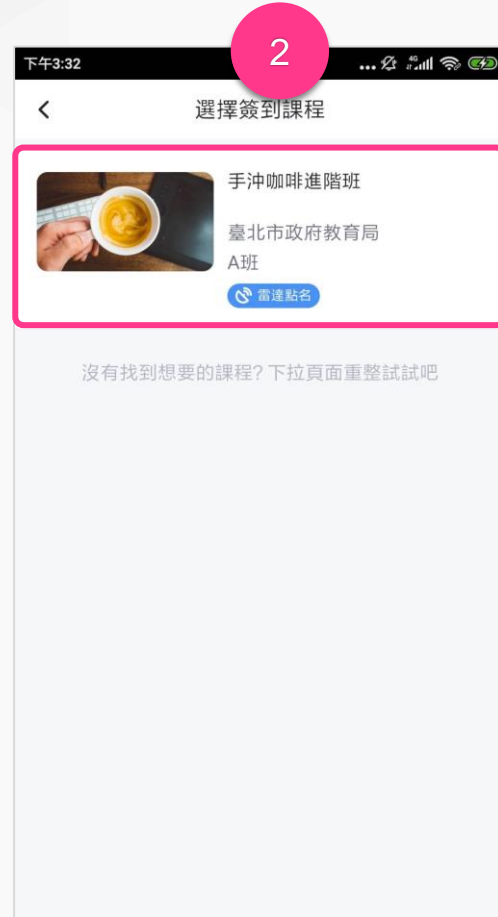 2
下午3:32
... 4G
選擇簽到課程
手沖咖啡進階班
臺北市政府教育局
A班
雷達點名
沒有找到想要的課程? 下拉頁面重整試試吧